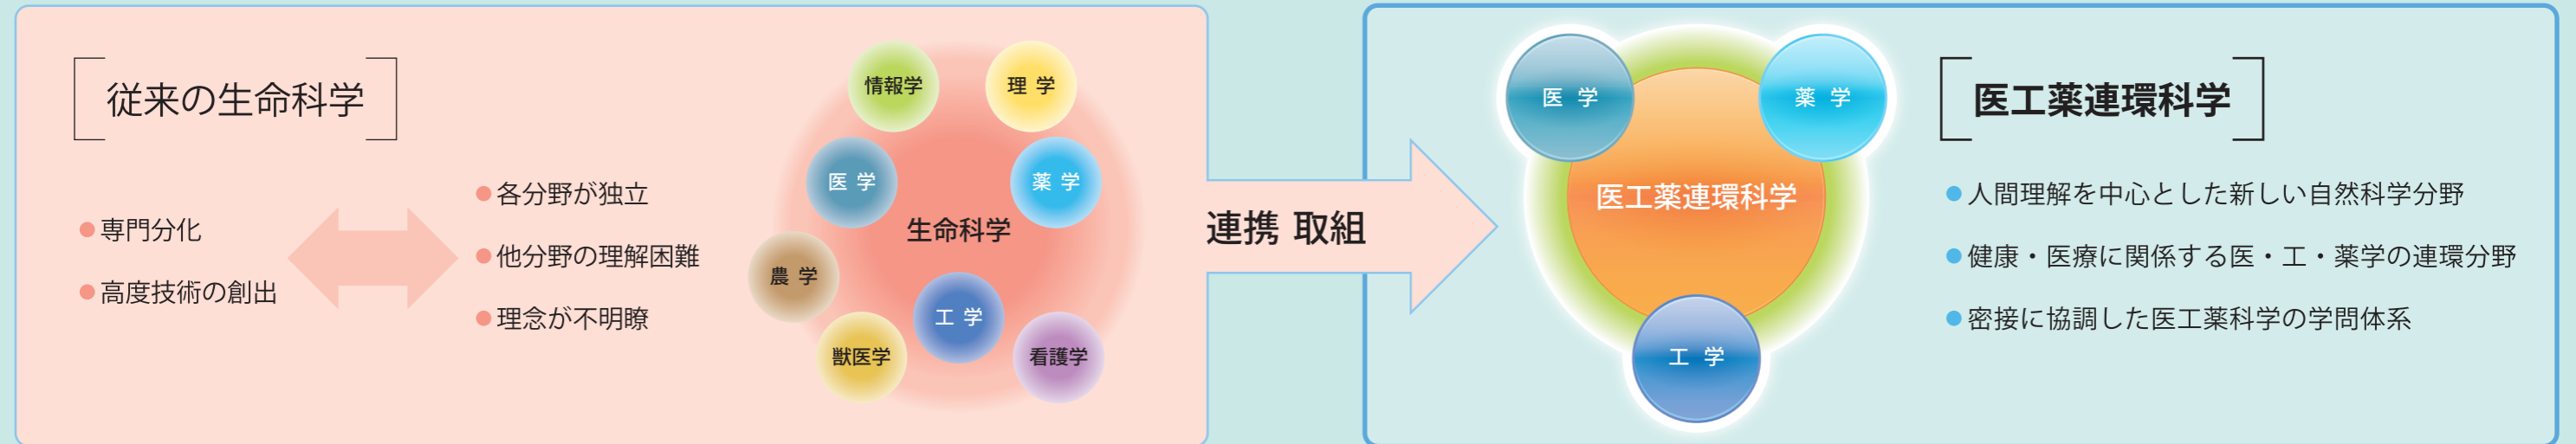 従来の生命科学
専門分化
高度技術の創出
各分野が独立
他分野の理解困難
理念が不明瞭
情報学
理 学
医 学
薬 学
生命科学
農 学
工 学
獣医学
看護学
連携 取組
医 学
薬 学
医工薬連環科学
工 学
医工薬連環科学
人間理解を中心とした新しい自然科学分野
健康・医療に関係する医・工・薬学の連環分野
密接に協調した医工薬科学の学問体系